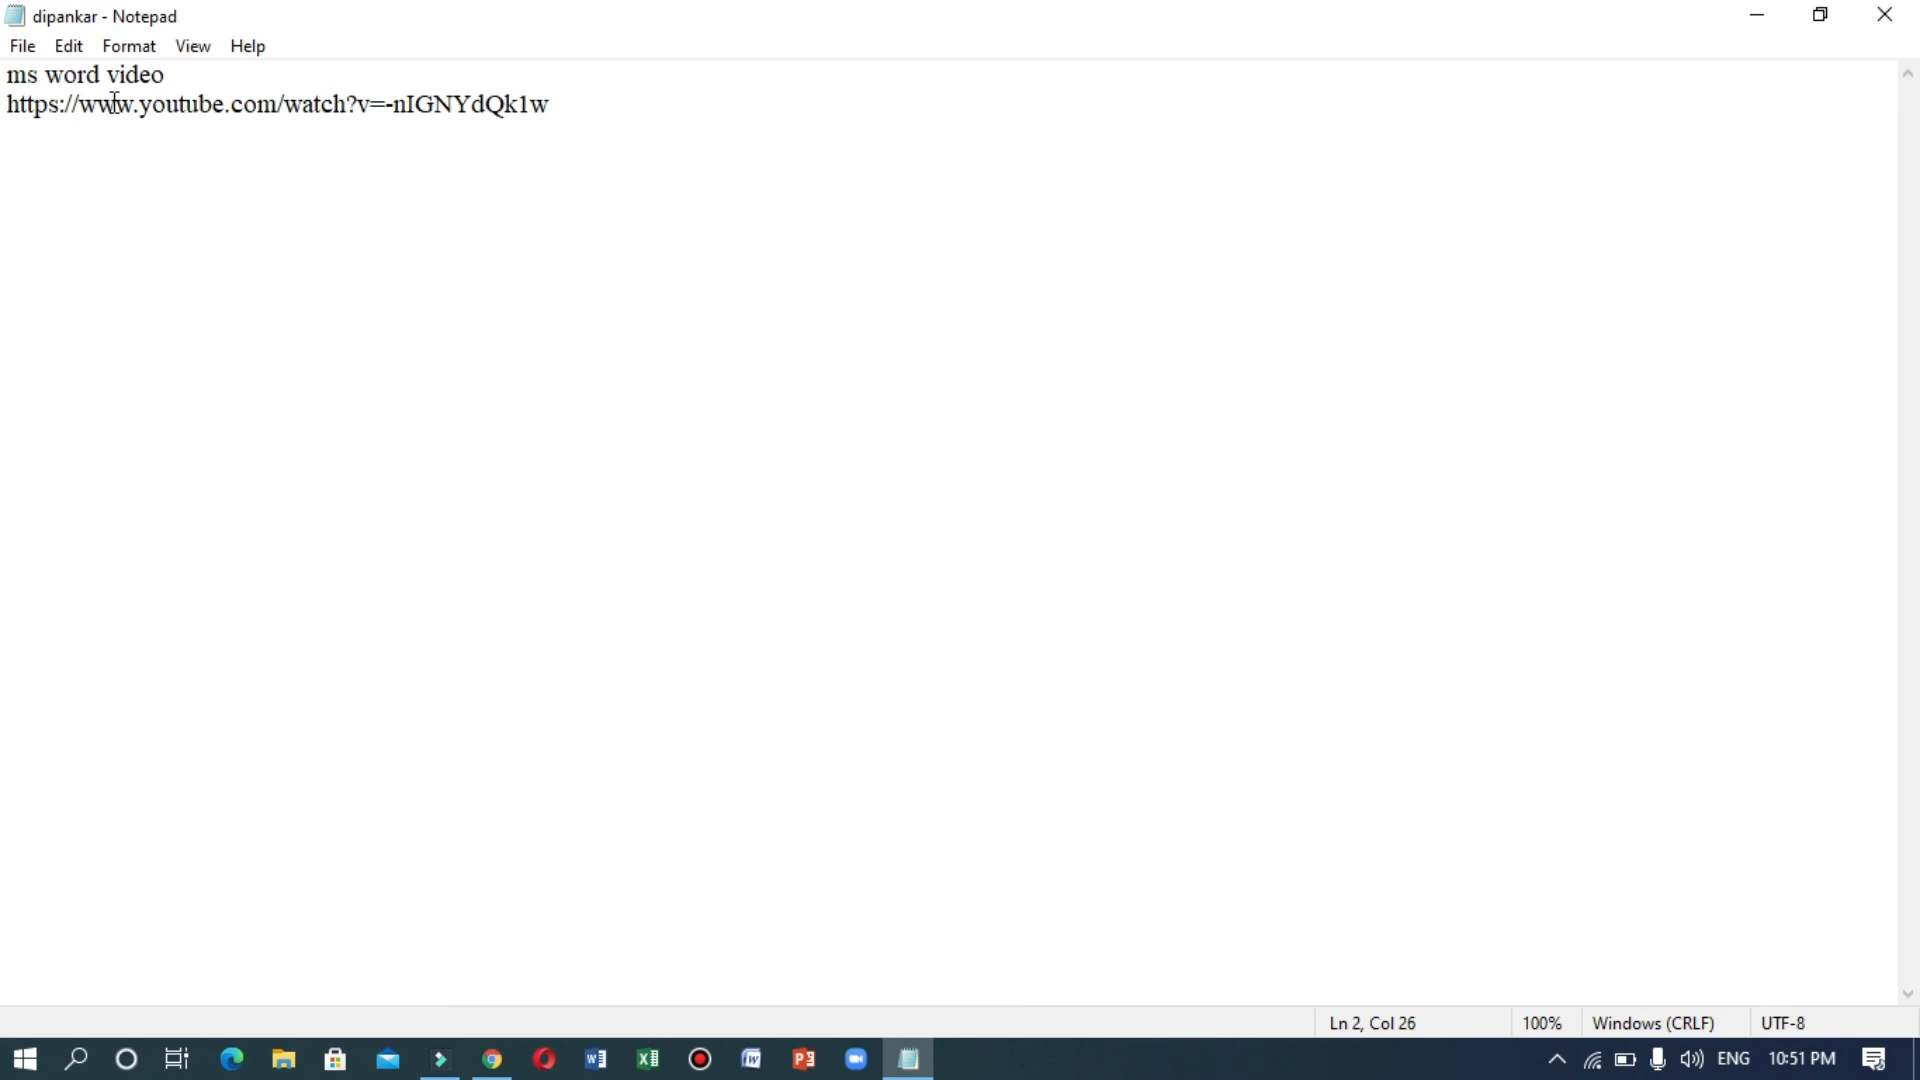 dipankar - Notepad
File Edit Format View Help
ms word video
https://www.youtube.com/watch?v=-nIGNYdQk1w
Ln 2, Col 26 100% Windows (CRLF) UTF-8
ENG 10:51 PM